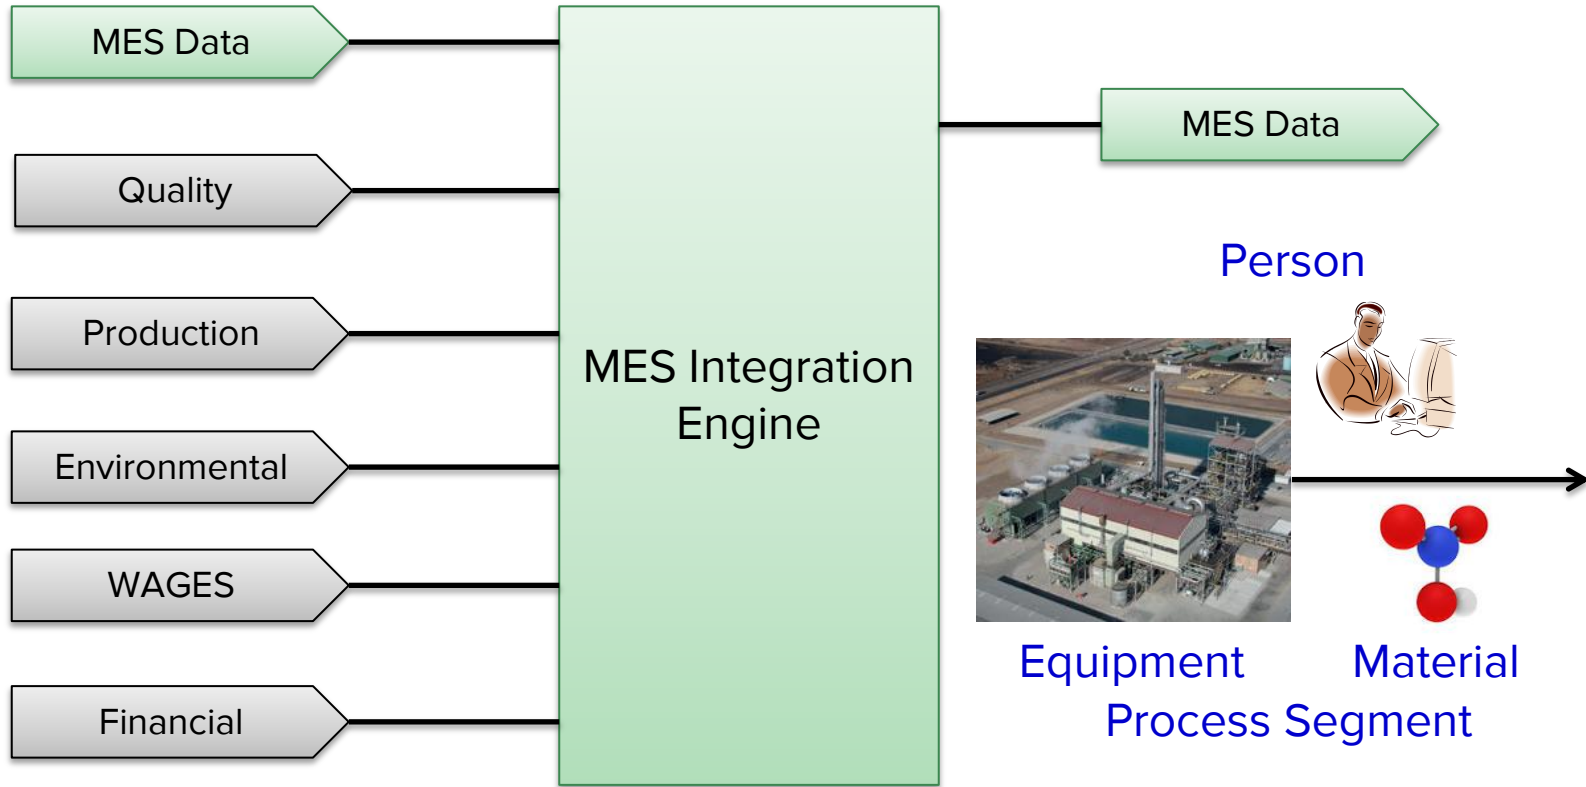 MES Data
Quality
Production
Environmental
WAGES
Financial
MES Integration
Engine
MES Data
Person
Equipment
Material
Process Segment